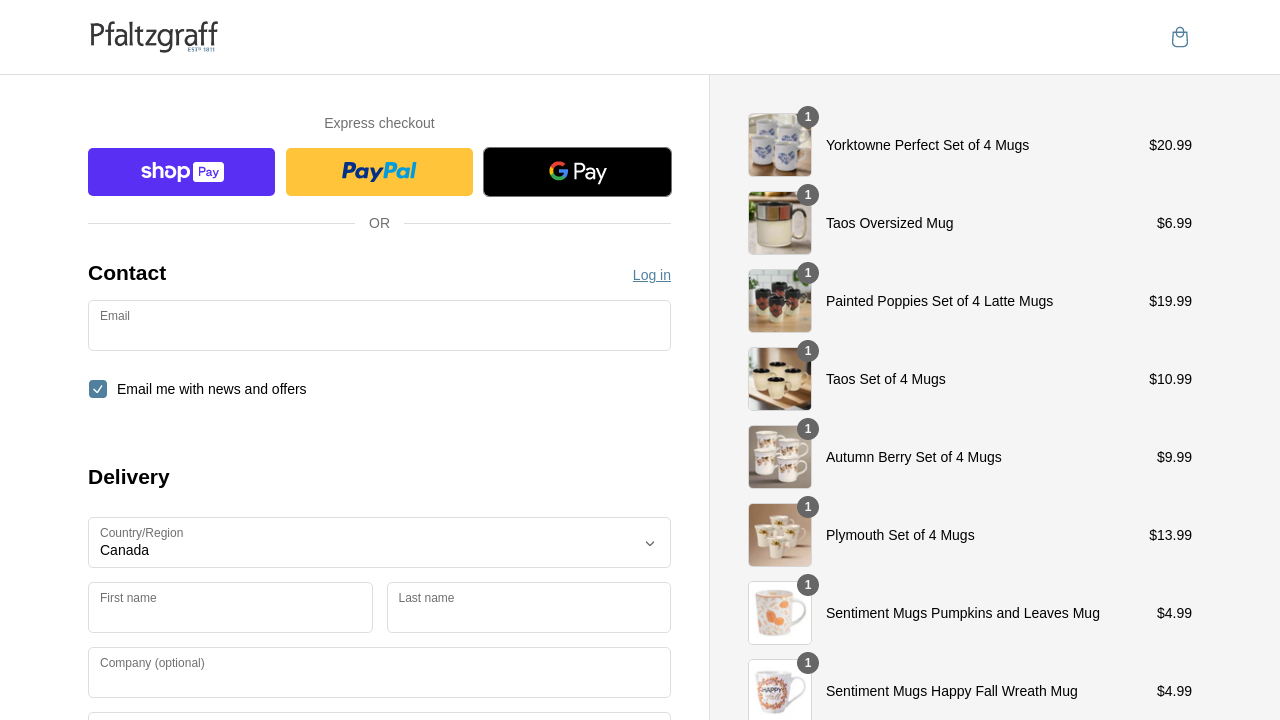 Pfaltzgraff
ESTD 1811
Express checkout
shop Pay
PayPal
G Pay
OR
Contact
Log in
Email
Email me with news and offers
Delivery
Country/Region
Canada
First name
Last name
Company (optional)
1
Yorktowne Perfect Set of 4 Mugs
$20.99
1
Taos Oversized Mug
$6.99
1
Painted Poppies Set of 4 Latte Mugs
$19.99
1
Taos Set of 4 Mugs
$10.99
1
Autumn Berry Set of 4 Mugs
$9.99
1
Plymouth Set of 4 Mugs
$13.99
1
Sentiment Mugs Pumpkins and Leaves Mug
$4.99
1
HAPPY
fall
Sentiment Mugs Happy Fall Wreath Mug
$4.99